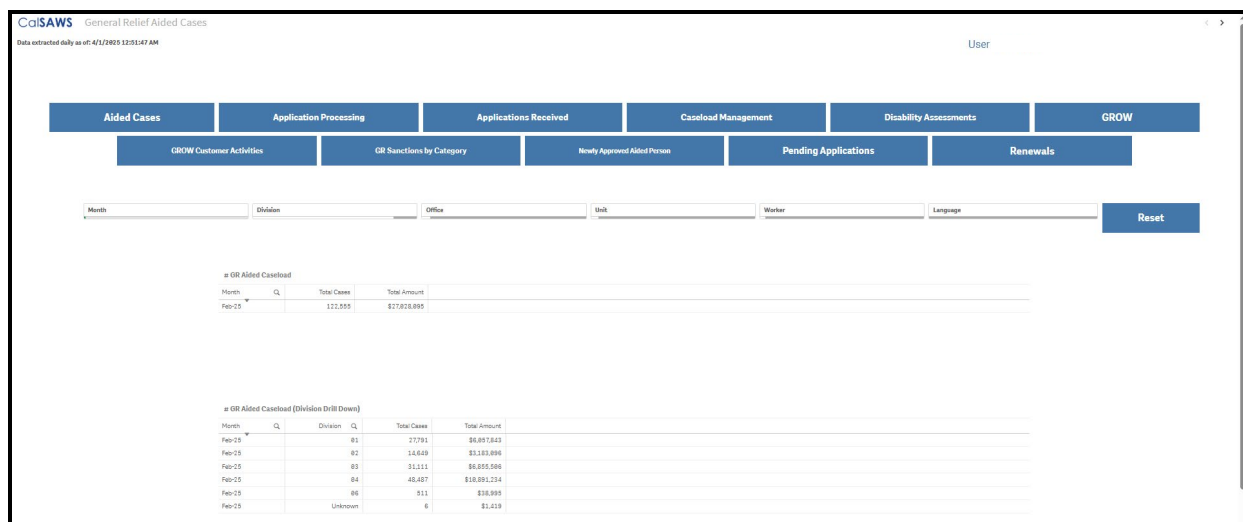 CalSAWS General Relief Aided Cases
Data extracted daily as of: 4/1/2025 12:51:47 AM
User
Aided Cases Application Processing Applications Received Caseload Management Disability Assessments GROW
GROW Customer Activities GR Sanctions by Category Newly Approved Aided Person Pending Applications Renewals
Month Division Office Unit Worker Language Reset
# GR Aided Caseload
Month Total Cases Total Amount
Feb-25 122,555 $27,028,095
# GR Aided Caseload (Division Drill Down)
Month Division Total Cases Total Amount
Feb-25 01 27,791 $6,057,843
Feb-25 02 14,649 $3,183,096
Feb-25 03 31,111 $6,855,506
Feb-25 04 48,487 $10,891,234
Feb-25 06 511 $38,995
Feb-25 Unknown 6 $1,419